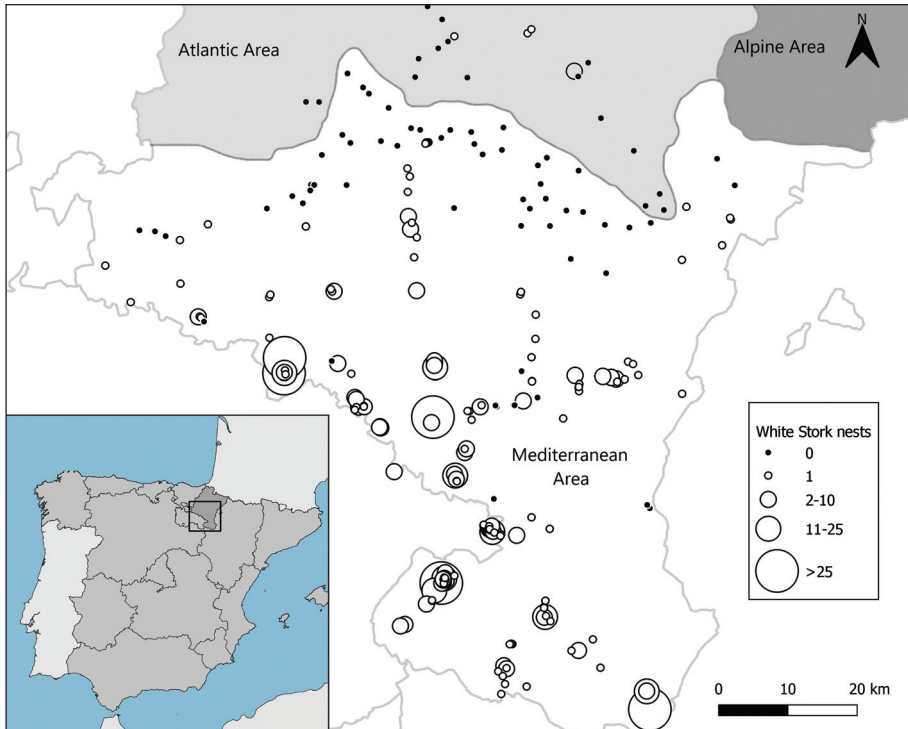 N
Atlantic Area
Alpine Area
White Stork nests
0
1
2-10
11-25
>25
Mediterranean
Area
0 10 20 km